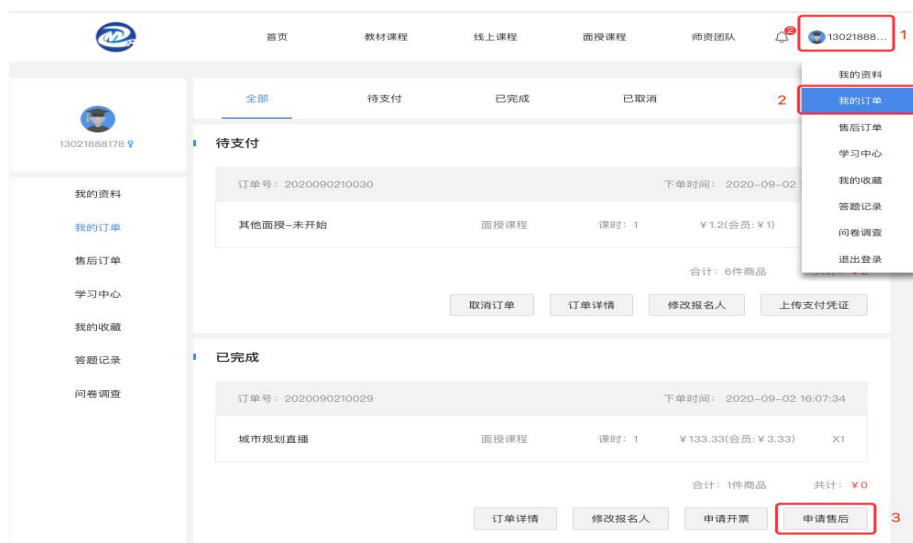 首页 教材课程 线上课程 面授课程 师资团队 2 13021888... 1
我的资料
全部 待支付 已完成 已取消 2 我的订单
售后订单
13021888178
待支付
学习中心
订单号：2020090210030 下单时间：2020-09-02 我的收藏
我的资料
答题记录
我的订单 其他面授-未开始 面授课程 课时：1 ¥1.2(会员:¥1) 问卷调查
售后订单 退出登录
合计：6件商品
学习中心
取消订单 订单详情 修改报名人 上传支付凭证
我的收藏
答题记录 已完成
问卷调查 订单号：2020090210029 下单时间：2020-09-02 16:07:34
城市规划直播 面授课程 课时：1 ¥133.33(会员:¥3.33) X1
合计：1件商品 共计：¥0
订单详情 修改报名人 申请开票 申请售后 3